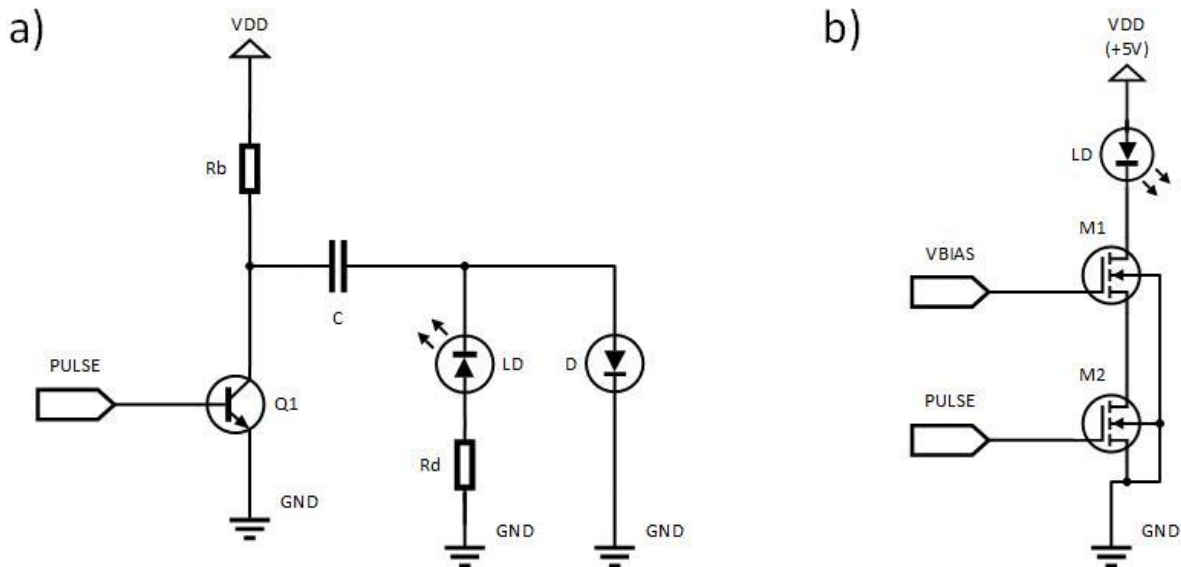 a)
VDD
Rb
C
PULSE
Q1
GND
LD
Rd
GND
D
GND
b)
VDD
(+5V)
LD
M1
VBIAS
M2
PULSE
GND